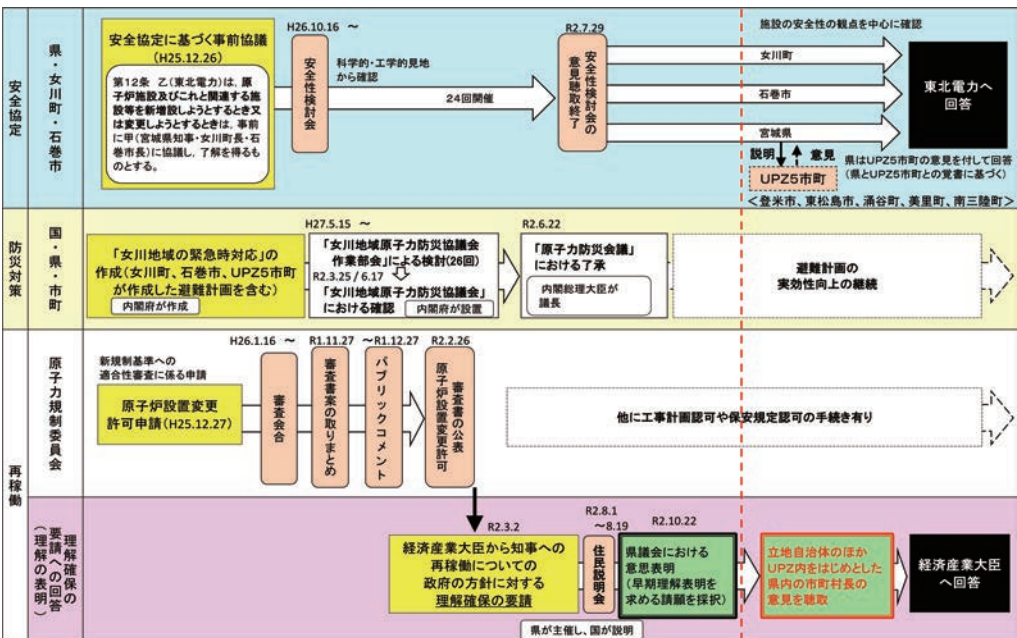 安全協定
県・女川町・石巻市
安全協定に基づく事前協議
(H25.12.26)
第12条 乙(東北電力)は、原
子炉施設及びこれと関連する施
設等を新増設しようとするとき又
は変更しようとするときは、事前
に甲(宮城県知事・女川町長・石
巻市長)に協議し、了解を得るも
のとする。
H26.10.16 ～
安全性検討会
科学的・工学的見地
から確認
24回開催
R2.7.29
安全性検討会の
意見聴取終了
施設の安全性の観点を中心に確認
女川町
石巻市
宮城県
東北電力へ
回答
説明
意見
UPZ5市町
県はUPZ5市町の意見を付して回答
(県とUPZ5市町との覚書に基づく)
＜登米市、東松島市、涌谷町、美里町、南三陸町＞
防災対策
国・県・市町
「女川地域の緊急時対応」の
作成(女川町、石巻市、UPZ5市町
が作成した避難計画を含む)
内閣府が作成
H27.5.15 ～
「女川地域原子力防災協議会
作業部会」による検討(26回)
R2.3.25 / 6.17
「女川地域原子力防災協議会」
における確認
内閣府が設置
R2.6.22
「原子力防災会議」
における了承
内閣総理大臣が
議長
避難計画の
実効性向上の継続
再稼働
原子力規制委員会
新規制基準への
適合性審査に係る申請
原子炉設置変更
許可申請(H25.12.27)
H26.1.16 ～
審査会合
R1.11.27
審査書案の取りまとめ
～R1.12.27
パブリックコメント
R2.2.26
審査書の公表
原子炉設置変更許可
他に工事計画認可や保安規定認可の手続き有り
理解確保の
要請への回答
(理解の表明)
R2.3.2
経済産業大臣から知事への
再稼働についての
政府の方針に対する
理解確保の要請
R2.8.1
～8.19
住民説明会
県が主催し、国が説明
R2.10.22
県議会における
意思表明
(早期理解表明を
求める請願を採択)
立地自治体のほか
UPZ内をはじめとした
県内の市町村長の
意見を聴取
経済産業大臣
へ回答